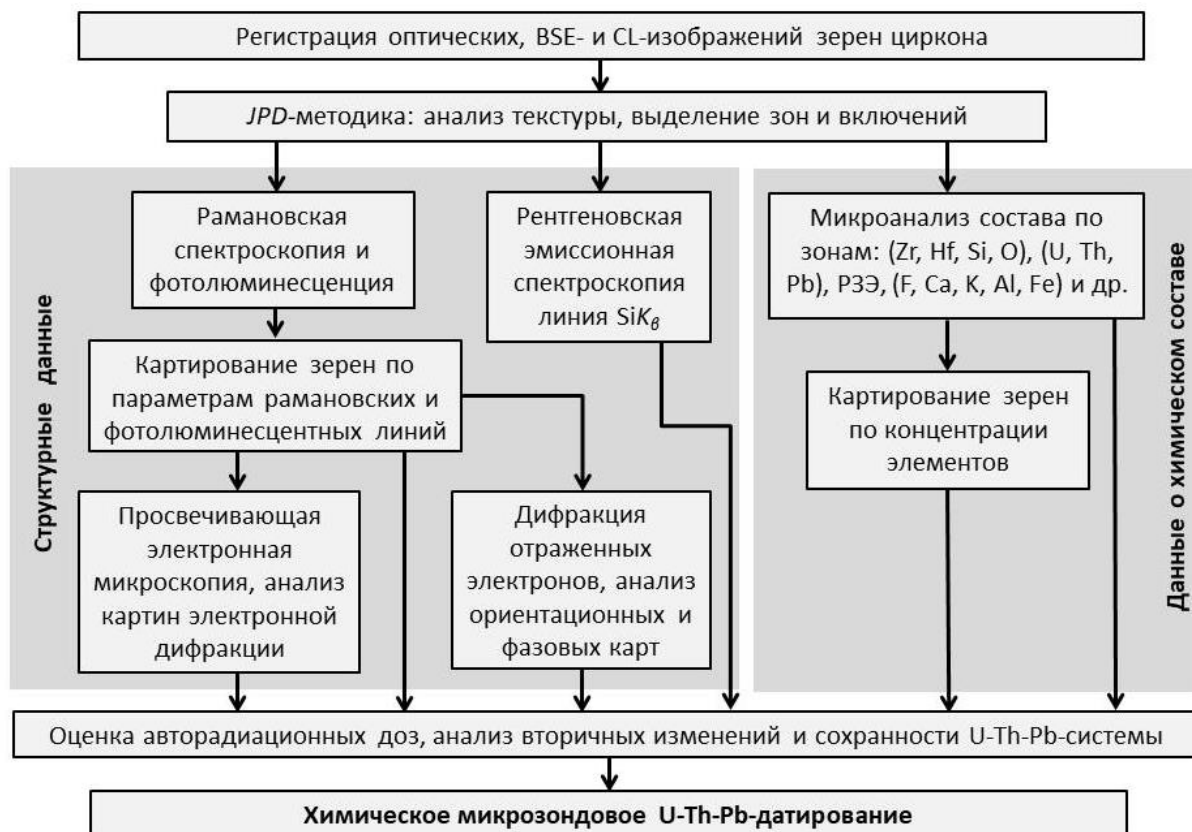 Регистрация оптических, BSE- и CL-изображений зерен циркона
JPD-методика: анализ текстуры, выделение зон и включений
Структурные данные
Рамановская
спектроскопия и
фотолюминесценция
Рентгеновская
эмиссионная
спектроскопия
линия SiKβ
Микроанализ состава по
зонам: (Zr, Hf, Si, O), (U, Th,
Pb), РЗЭ, (F, Ca, K, Al, Fe) и др.
Картирование зерен по
параметрам рамановских и
фотолюминесцентных линий
Картирование зерен
по концентрации
элементов
Просвечивающая
электронная
микроскопия, анализ
картин электронной
дифракции
Дифракция
отраженных
электронов, анализ
ориентационных и
фазовых карт
Данные о химическом составе
Оценка авторадиационных доз, анализ вторичных изменений и сохранности U-Th-Pb-системы
Химическое микрозондовое U-Th-Pb-датирование